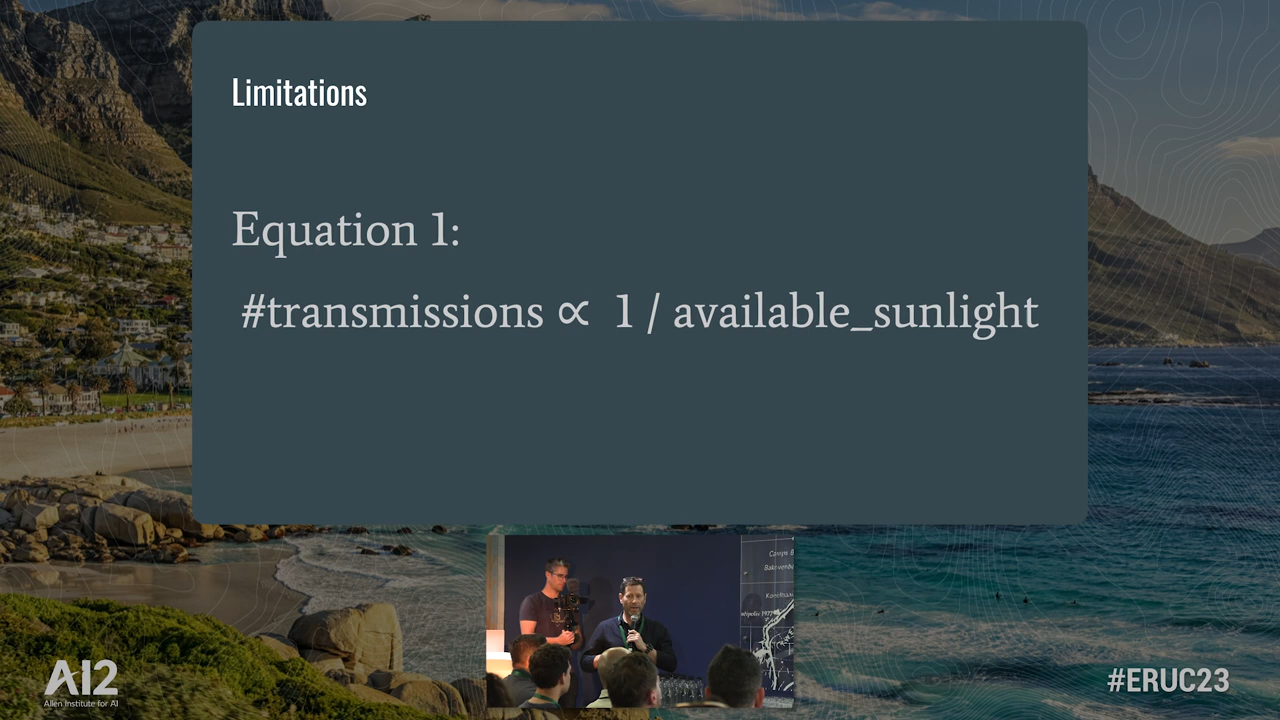 Limitations
Equation 1:
#transmissions ∝ 1 / available_sunlight
AI2
Allen Institute for AI
#ERUC23